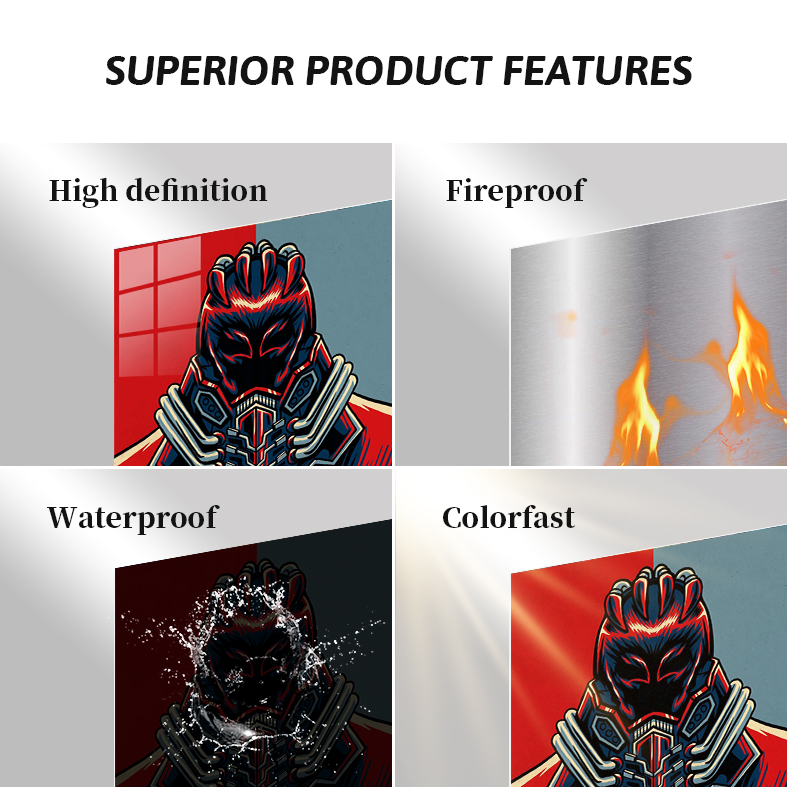 SUPERIOR PRODUCT FEATURES
High definition
Fireproof
Waterproof
Colorfast